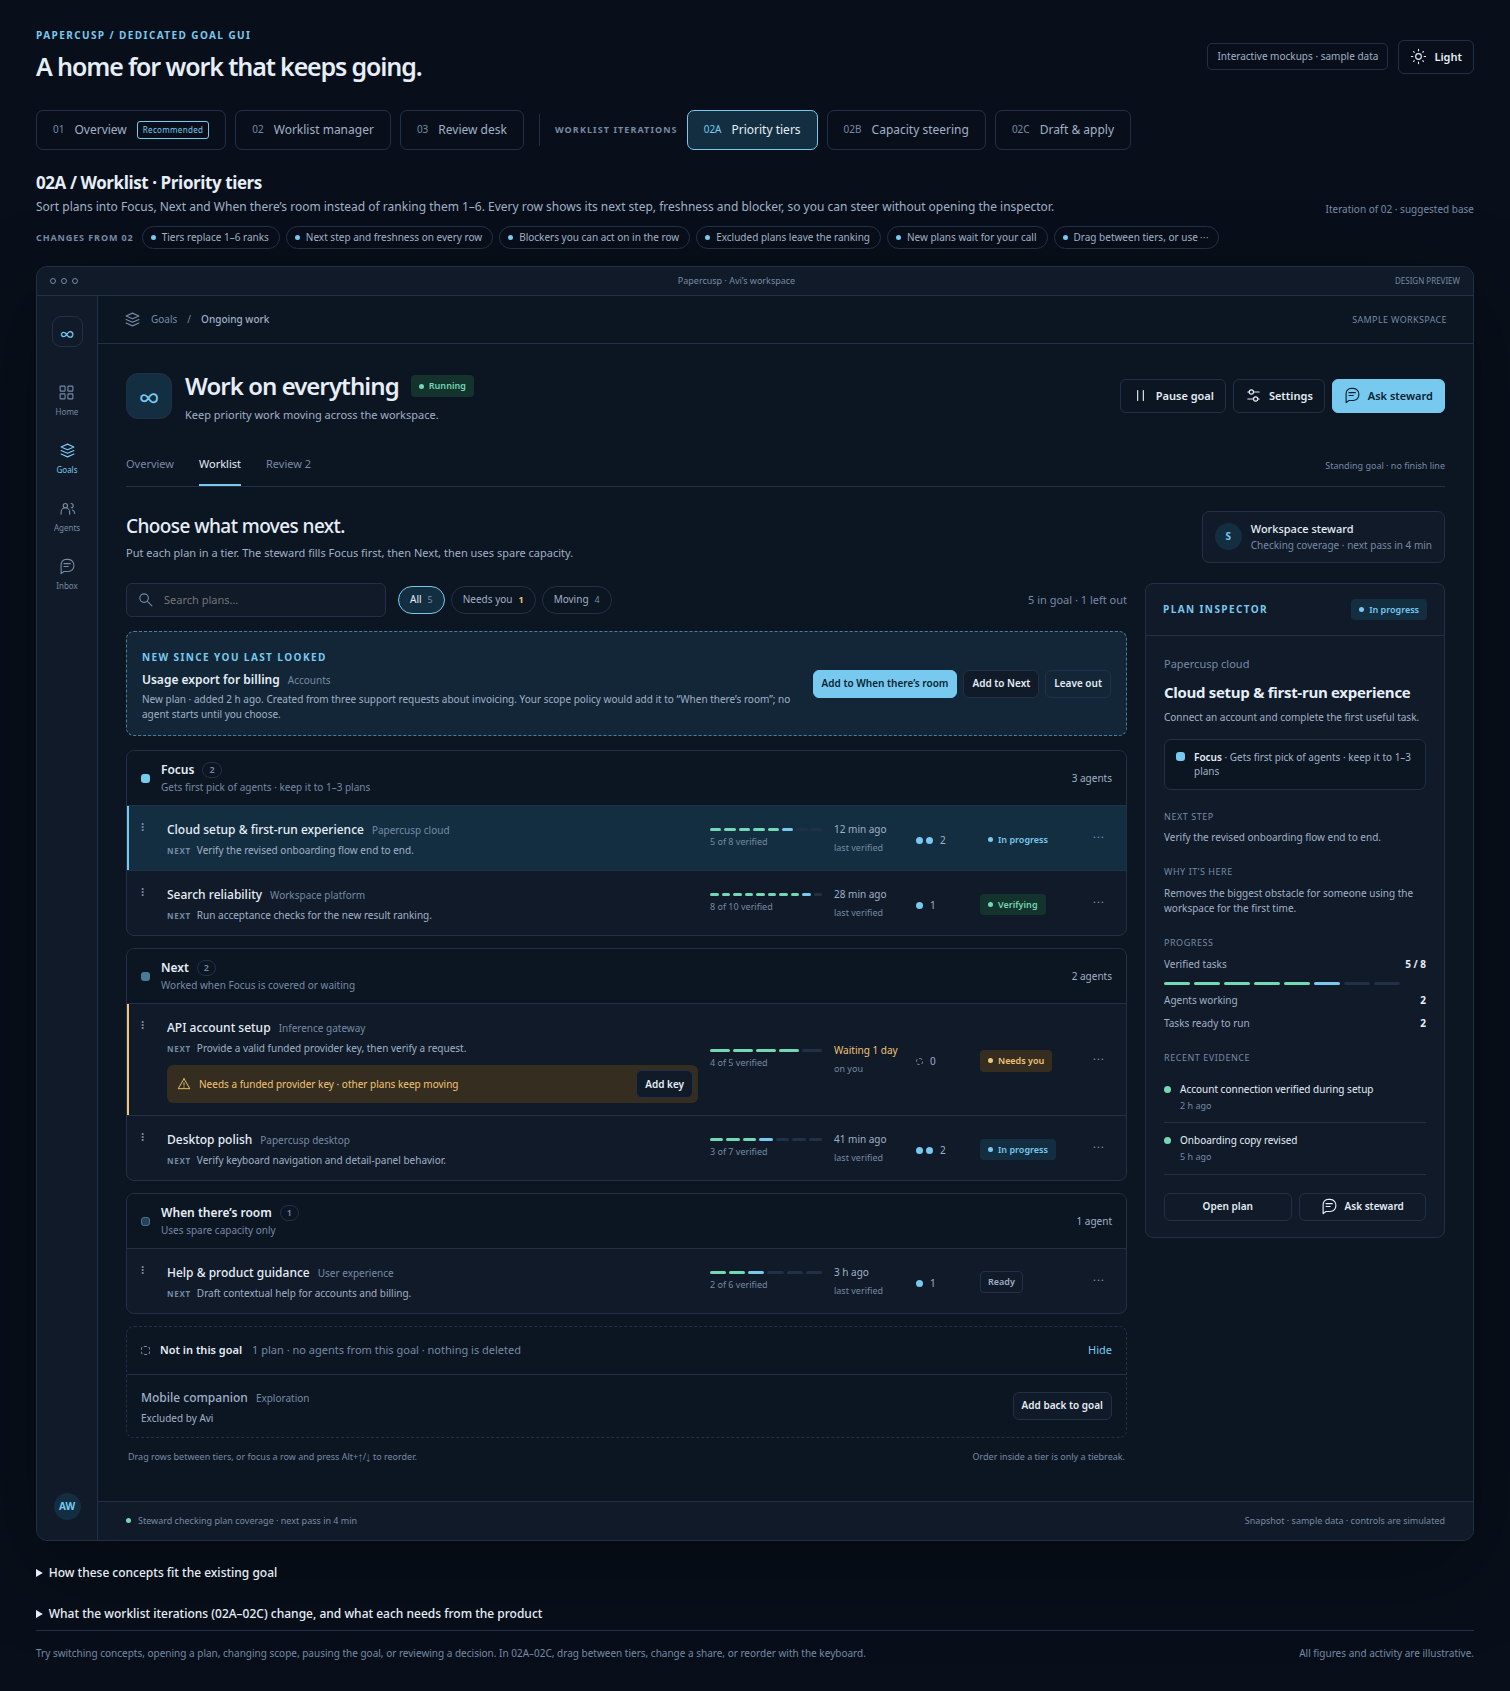 PAPERCUSP / DEDICATED GOAL GUI
A home for work that keeps going.
Interactive mockups · sample data
Light
01 Overview Recommended
02 Worklist manager
03 Review desk
WORKLIST ITERATIONS
02A Priority tiers
02B Capacity steering
02C Draft & apply
02A / Worklist · Priority tiers
Sort plans into Focus, Next and When there’s room instead of ranking them 1–6. Every row shows its next step, freshness and blocker, so you can steer without opening the inspector.
Iteration of 02 · suggested base
CHANGES FROM 02
Tiers replace 1–6 ranks
Next step and freshness on every row
Blockers you can act on in the row
Excluded plans leave the ranking
New plans wait for your call
Drag between tiers, or use ···
Papercusp · Avi's workspace
DESIGN PREVIEW
Goals / Ongoing work
SAMPLE WORKSPACE
Home
Goals
Agents
Inbox
AW
Work on everything
Running
Keep priority work moving across the workspace.
Pause goal
Settings
Ask steward
Overview
Worklist
Review 2
Standing goal · no finish line
Choose what moves next.
Put each plan in a tier. The steward fills Focus first, then Next, then uses spare capacity.
S
Workspace steward
Checking coverage · next pass in 4 min
Search plans...
All 5
Needs you 1
Moving 4
5 in goal · 1 left out
NEW SINCE YOU LAST LOOKED
Usage export for billing Accounts
New plan · added 2 h ago. Created from three support requests about invoicing. Your scope policy would add it to “When there’s room”; no
agent starts until you choose.
Add to When there’s room
Add to Next
Leave out
Focus 2
Gets first pick of agents · keep it to 1–3 plans
3 agents
Cloud setup & first-run experience Papercusp cloud
NEXT Verify the revised onboarding flow end to end.
5 of 8 verified
12 min ago
last verified
2
In progress
···
Search reliability Workspace platform
NEXT Run acceptance checks for the new result ranking.
8 of 10 verified
28 min ago
last verified
1
Verifying
···
Next 2
Worked when Focus is covered or waiting
2 agents
API account setup Inference gateway
NEXT Provide a valid funded provider key, then verify a request.
Needs a funded provider key · other plans keep moving
Add key
4 of 5 verified
Waiting 1 day
on you
0
Needs you
···
Desktop polish Papercusp desktop
NEXT Verify keyboard navigation and detail-panel behavior.
3 of 7 verified
41 min ago
last verified
2
In progress
···
When there’s room 1
Uses spare capacity only
1 agent
Help & product guidance User experience
NEXT Draft contextual help for accounts and billing.
2 of 6 verified
3 h ago
last verified
1
Ready
···
Not in this goal 1 plan · no agents from this goal · nothing is deleted
Hide
Mobile companion Exploration
Excluded by Avi
Add back to goal
Drag rows between tiers, or focus a row and press Alt+↑/↓ to reorder.
Order inside a tier is only a tiebreak.
PLAN INSPECTOR
In progress
Papercusp cloud
Cloud setup & first-run experience
Connect an account and complete the first useful task.
Focus · Gets first pick of agents · keep it to 1–3
plans
NEXT STEP
Verify the revised onboarding flow end to end.
WHY IT'S HERE
Removes the biggest obstacle for someone using the
workspace for the first time.
PROGRESS
Verified tasks 5 / 8
Agents working 2
Tasks ready to run 2
RECENT EVIDENCE
Account connection verified during setup
2 h ago
Onboarding copy revised
5 h ago
Open plan
Ask steward
Steward checking plan coverage · next pass in 4 min
Snapshot · sample data · controls are simulated
How these concepts fit the existing goal
What the worklist iterations (02A–02C) change, and what each needs from the product
Try switching concepts, opening a plan, changing scope, pausing the goal, or reviewing a decision. In 02A–02C, drag between tiers, change a share, or reorder with the keyboard.
All figures and activity are illustrative.